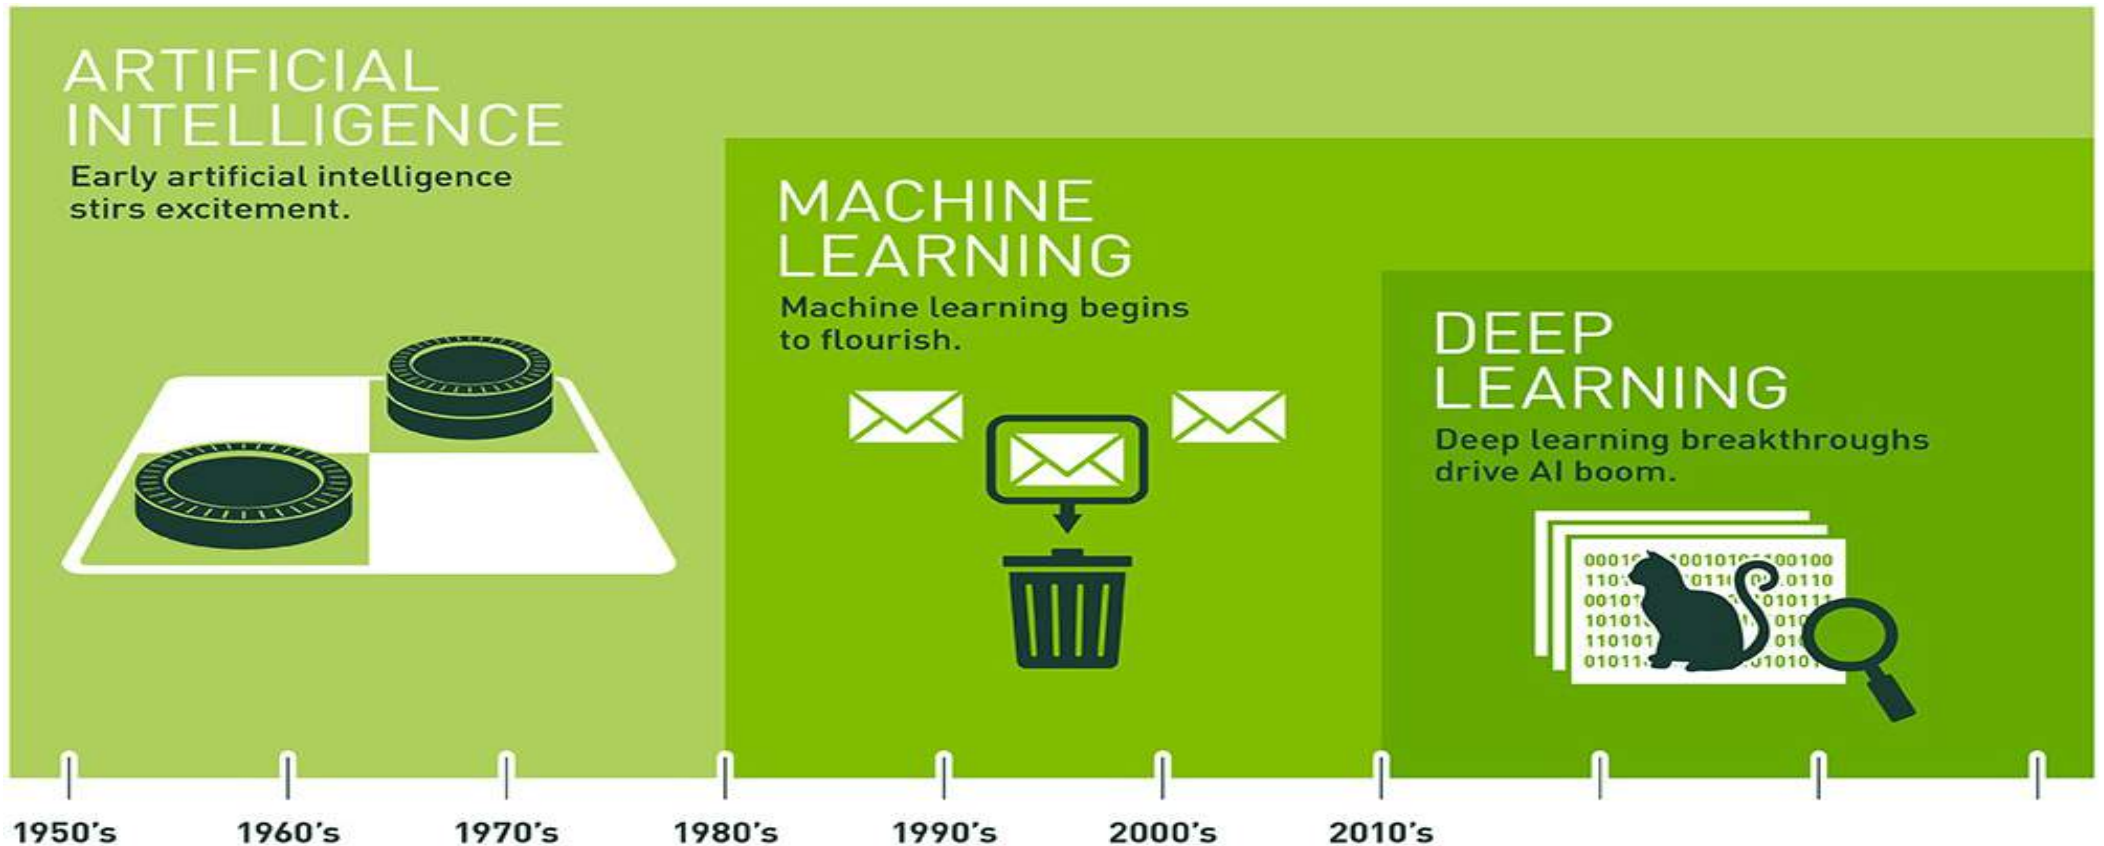 ARTIFICIAL
INTELLIGENCE
Early artificial intelligence
stirs excitement.
MACHINE
LEARNING
Machine learning begins
to flourish.
DEEP
LEARNING
Deep learning breakthroughs
drive AI boom.
1950's 1960's 1970's 1980's 1990's 2000's 2010's